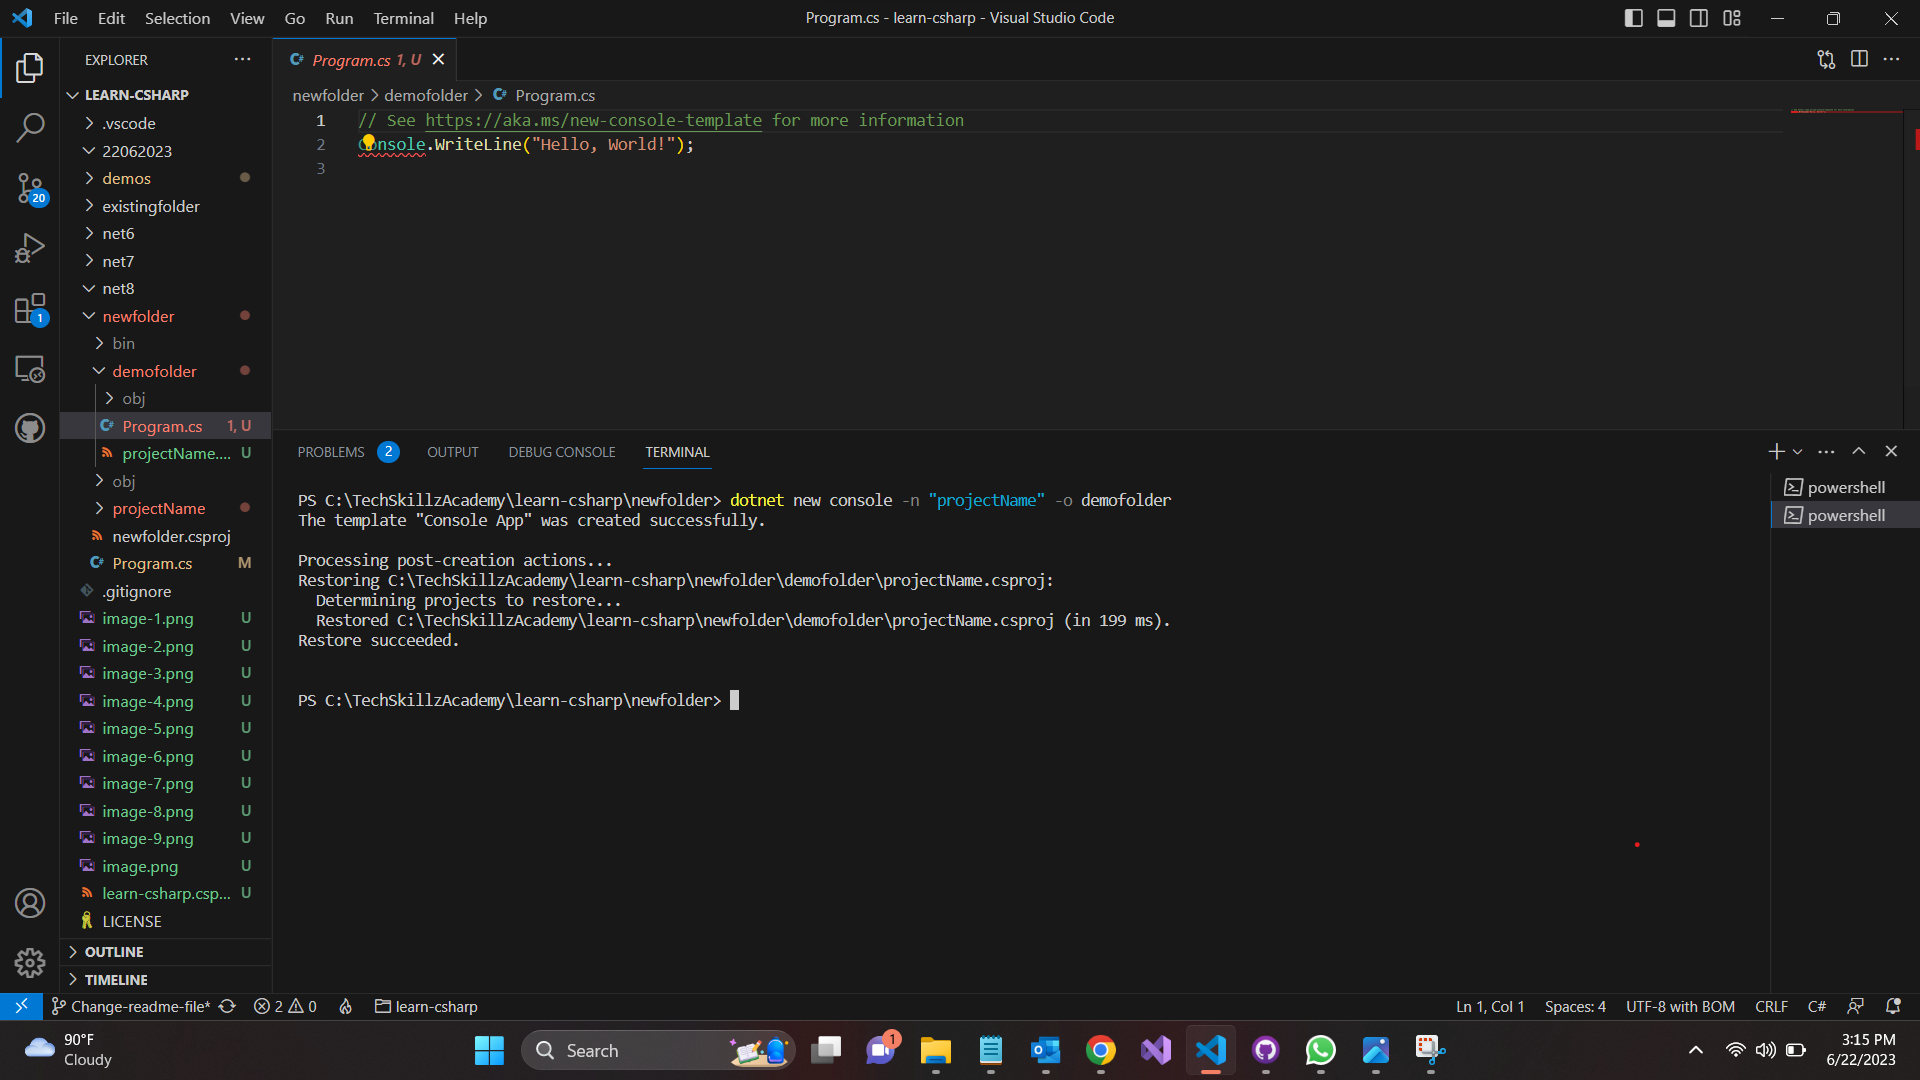 File Edit Selection View Go Run Terminal Help
Program.cs - learn-csharp - Visual Studio Code
EXPLORER
LEARN-CSHARP
.vscode
22062023
demos
existingfolder
net6
net7
net8
newfolder
bin
demofolder
obj
Program.cs 1, U
projectName.... U
obj
projectName
newfolder.csproj
Program.cs M
.gitignore
image-1.png U
image-2.png U
image-3.png U
image-4.png U
image-5.png U
image-6.png U
image-7.png U
image-8.png U
image-9.png U
image.png U
learn-csharp.csp... U
LICENSE
OUTLINE
TIMELINE
20
1
C# Program.cs 1, U
newfolder > demofolder > C# Program.cs
1 // See https://aka.ms/new-console-template for more information
2 Console.WriteLine("Hello, World!");
3
PROBLEMS 2 OUTPUT DEBUG CONSOLE TERMINAL
PS C:\TechSkillzAcademy\learn-csharp\newfolder> dotnet new console -n "projectName" -o demofolder
The template "Console App" was created successfully.
Processing post-creation actions...
Restoring C:\TechSkillzAcademy\learn-csharp\newfolder\demofolder\projectName.csproj:
Determining projects to restore...
Restored C:\TechSkillzAcademy\learn-csharp\newfolder\demofolder\projectName.csproj (in 199 ms).
Restore succeeded.
PS C:\TechSkillzAcademy\learn-csharp\newfolder>
powershell
powershell
Change-readme-file* 2 0 learn-csharp
Ln 1, Col 1 Spaces: 4 UTF-8 with BOM CRLF C#
90°F
Cloudy
Search
1
3:15 PM
6/22/2023